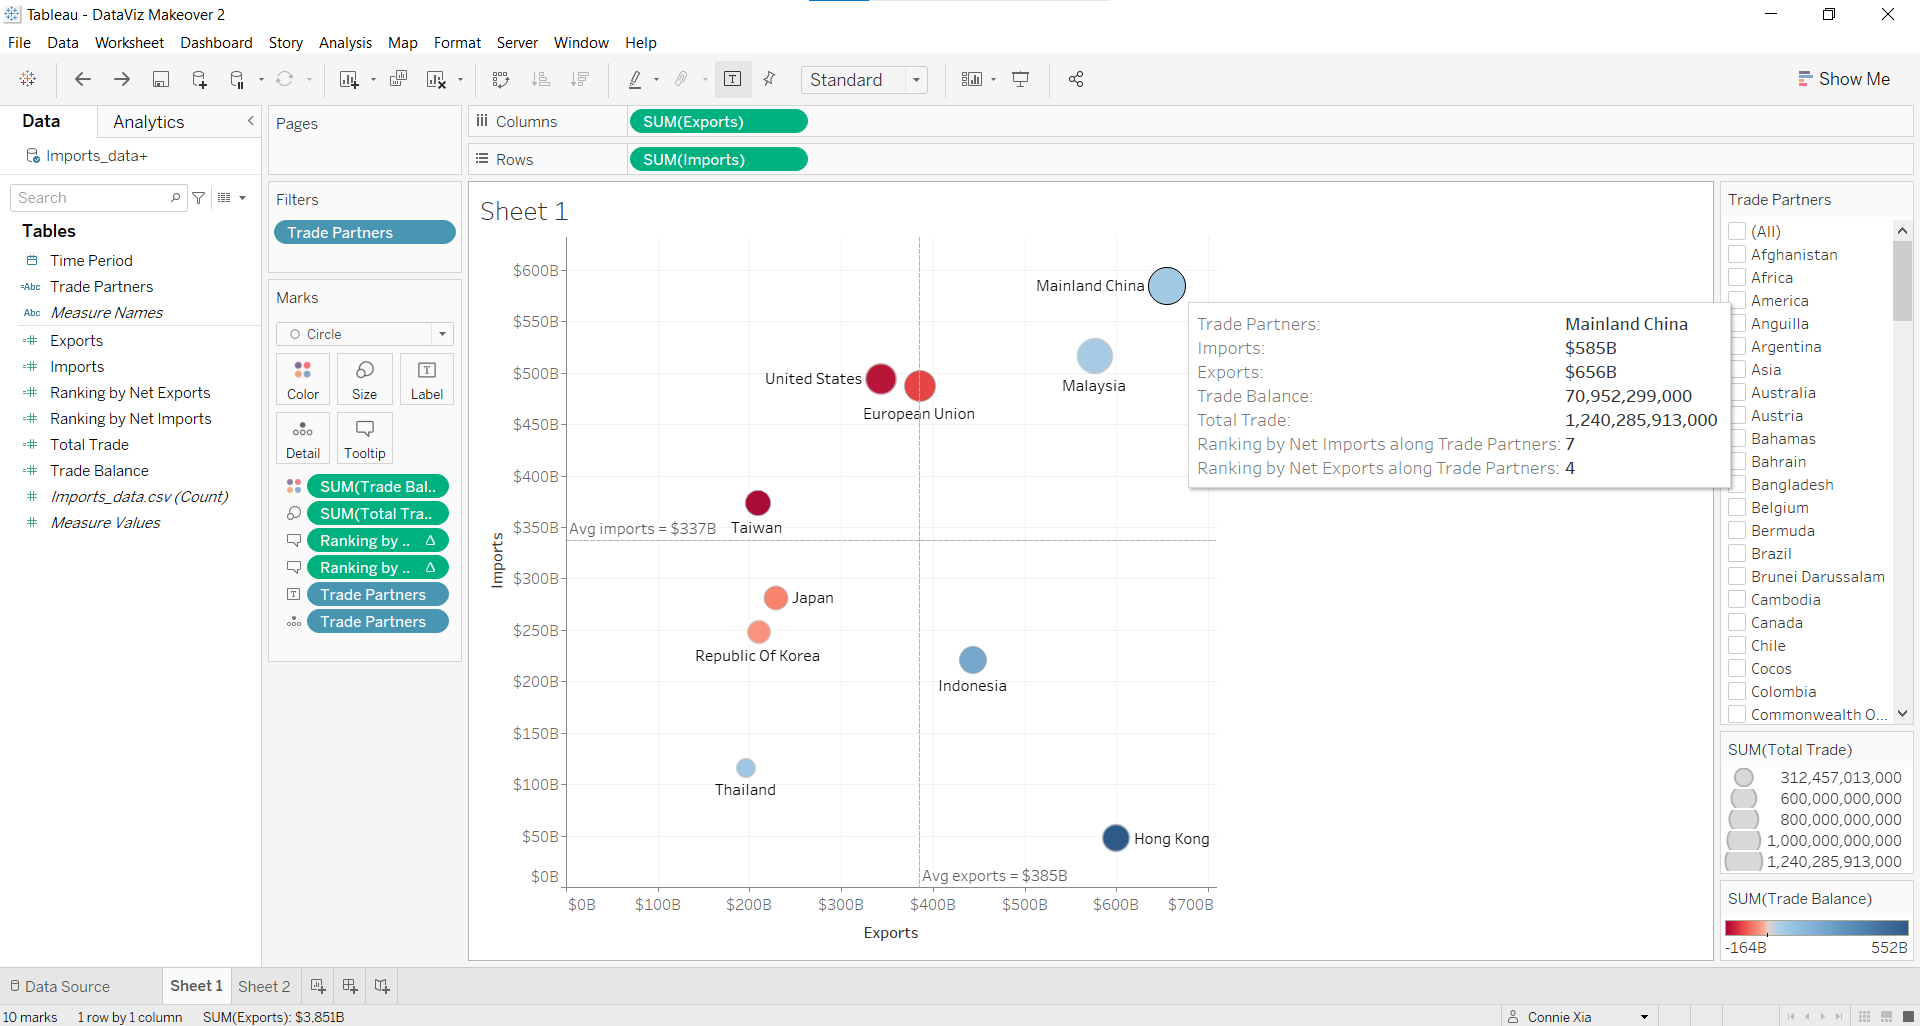 Tableau - DataViz Makeover 2
File Data Worksheet Dashboard Story Analysis Map Format Server Window Help
Standard
Show Me
Data
Analytics
Imports_data+
Search
Tables
Time Period
Abc Trade Partners
Abc Measure Names
Exports
Imports
Ranking by Net Exports
Ranking by Net Imports
Total Trade
Trade Balance
Imports_data.csv (Count)
Measure Values
Pages
Filters
Trade Partners
Marks
Circle
Color
Size
Label
Detail
Tooltip
SUM(Trade Bal..
SUM(Total Tra..
Ranking by ..
Ranking by ..
Trade Partners
Trade Partners
Columns
SUM(Exports)
Rows
SUM(Imports)
Sheet 1
Imports
$600B
$550B
$500B
$450B
$400B
$350B
$300B
$250B
$200B
$150B
$100B
$50B
$0B
Mainland China
United States
European Union
Malaysia
Taiwan
Avg imports = $337B
Japan
Republic Of Korea
Indonesia
Thailand
Hong Kong
Avg exports = $385B
$0B
$100B
$200B
$300B
$400B
$500B
$600B
$700B
Exports
Trade Partners: Mainland China
Imports: $585B
Exports: $656B
Trade Balance: 70,952,299,000
Total Trade: 1,240,285,913,000
Ranking by Net Imports along Trade Partners: 7
Ranking by Net Exports along Trade Partners: 4
Trade Partners
(All)
Afghanistan
Africa
America
Anguilla
Argentina
Asia
Australia
Austria
Bahamas
Bahrain
Bangladesh
Belgium
Bermuda
Brazil
Brunei Darussalam
Cambodia
Canada
Chile
Cocos
Colombia
Commonwealth O...
SUM(Total Trade)
312,457,013,000
600,000,000,000
800,000,000,000
1,000,000,000,000
1,240,285,913,000
SUM(Trade Balance)
-164B
552B
Data Source
Sheet 1
Sheet 2
10 marks
1 row by 1 column
SUM(Exports): $3,851B
Connie Xia